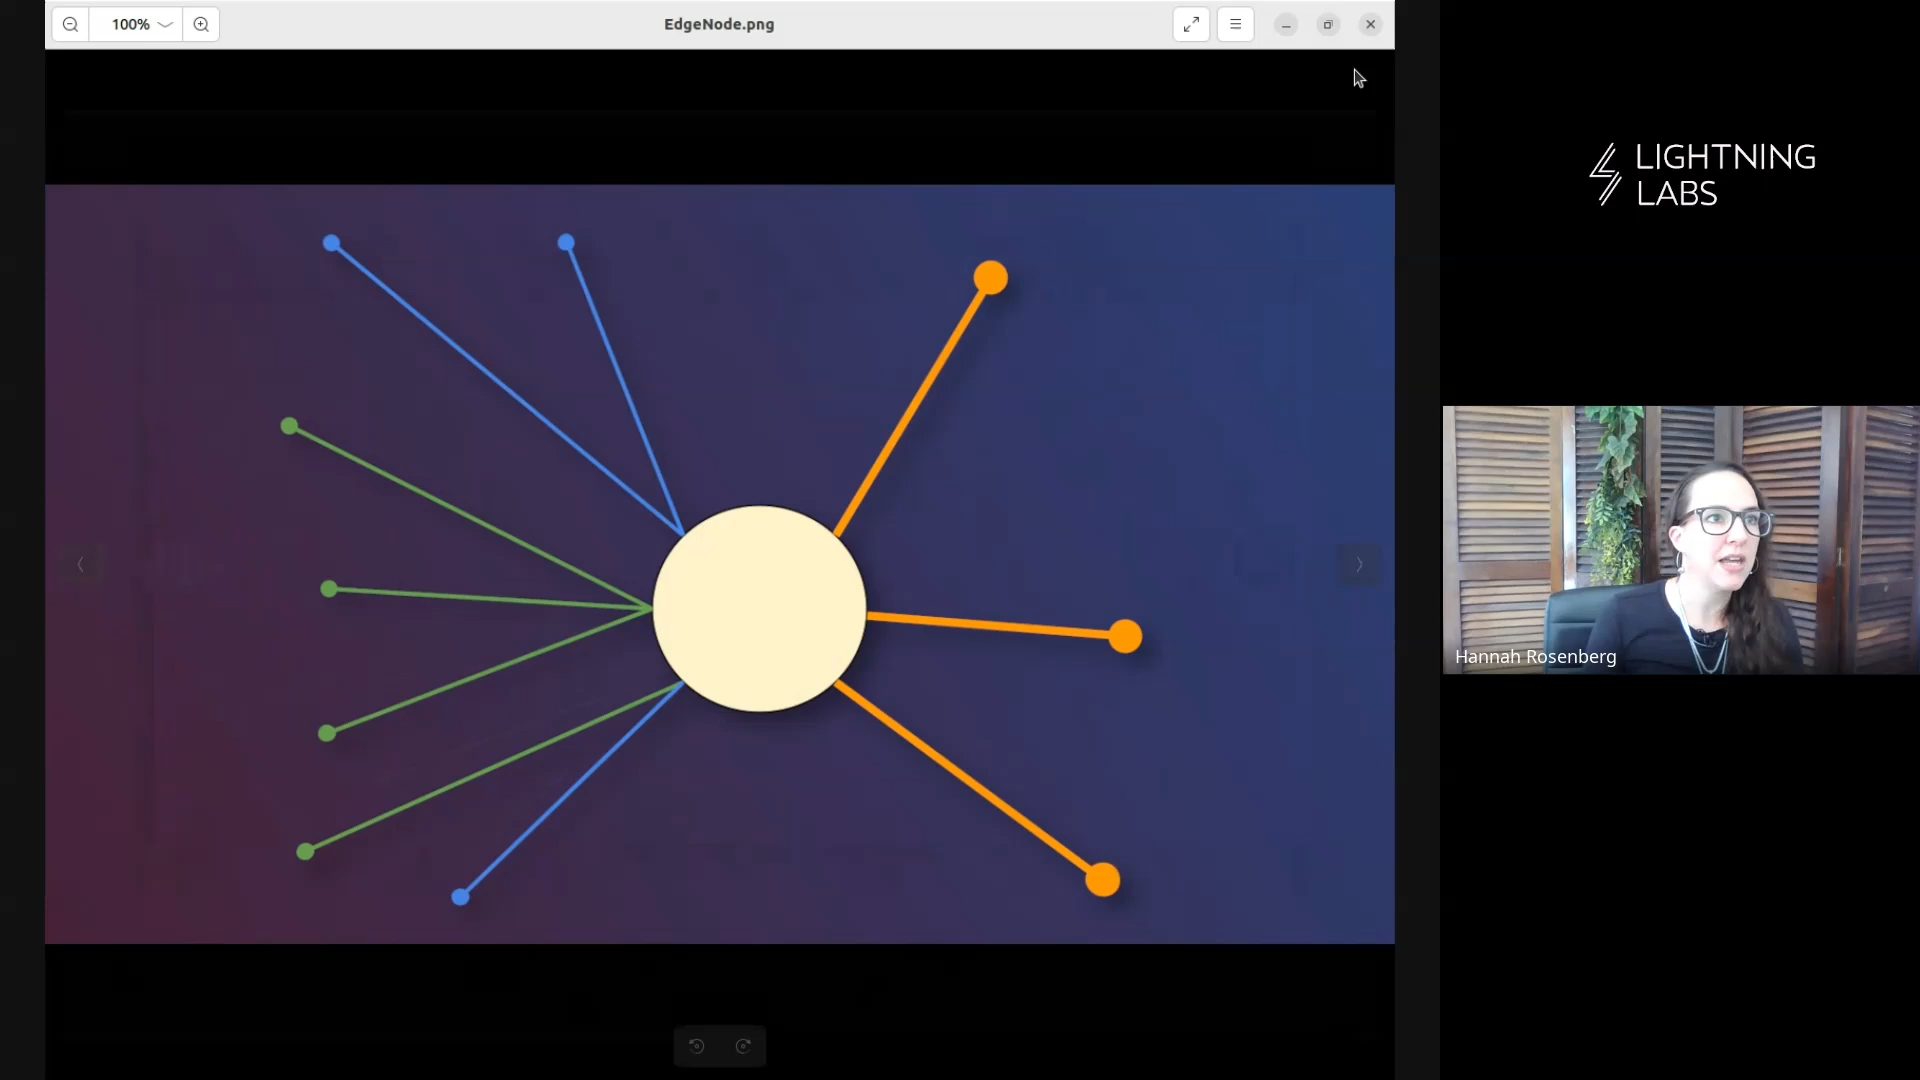 100%
EdgeNode.png
LIGHTNING
LABS
Hannah Rosenberg